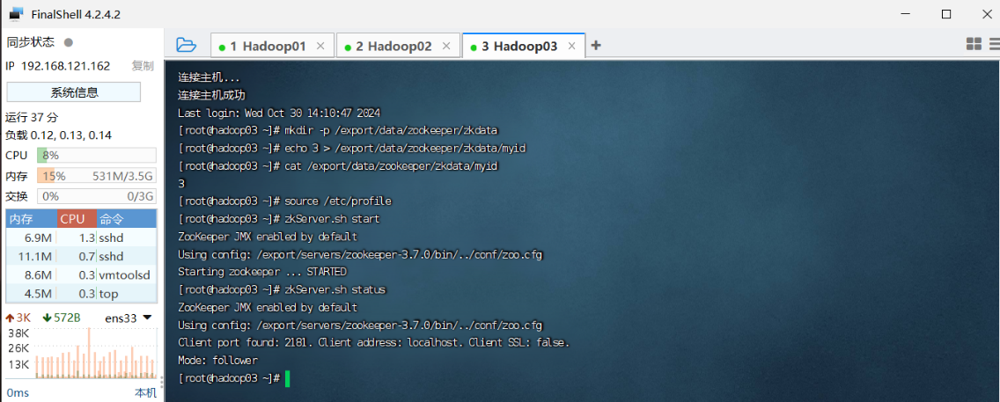 FinalShell 4.2.4.2
同步状态
IP 192.168.121.162 复制
系统信息
运行 37 分
负载 0.12, 0.13, 0.14
CPU 8%
内存 15% 531M/3.5G
交换 0% 0/3G
内存 CPU 命令
6.9M 1.3 sshd
11.1M 0.7 sshd
8.6M 0.3 vmtoolsd
4.5M 0.3 top
3K 572B ens33
38K
26K
13K
0ms 本机
1 Hadoop01 2 Hadoop02 3 Hadoop03
连接主机...
连接主机成功
Last login: Wed Oct 30 14:10:47 2024
[root@hadoop03 ~]# mkdir -p /export/data/zookeeper/zkdata
[root@hadoop03 ~]# echo 3 > /export/data/zookeeper/zkdata/myid
[root@hadoop03 ~]# cat /export/data/zookeeper/zkdata/myid
3
[root@hadoop03 ~]# source /etc/profile
[root@hadoop03 ~]# zkServer.sh start
ZooKeeper JMX enabled by default
Using config: /export/servers/zookeeper-3.7.0/bin/../conf/zoo.cfg
Starting zookeeper ... STARTED
[root@hadoop03 ~]# zkServer.sh status
ZooKeeper JMX enabled by default
Using config: /export/servers/zookeeper-3.7.0/bin/../conf/zoo.cfg
Client port found: 2181. Client address: localhost. Client SSL: false.
Mode: follower
[root@hadoop03 ~]#